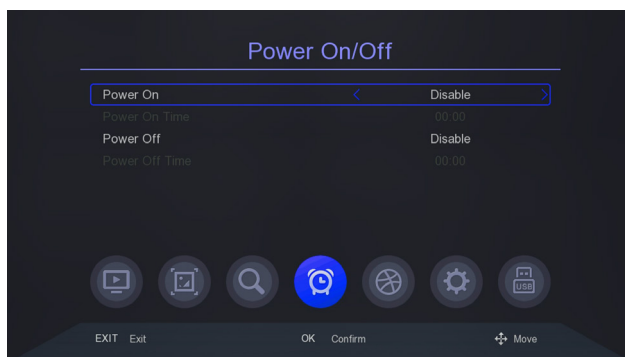 Power On/Off
Power On Disable
Power On Time 00:00
Power Off Disable
Power Off Time 00:00
USB
EXIT Exit OK Confirm Move